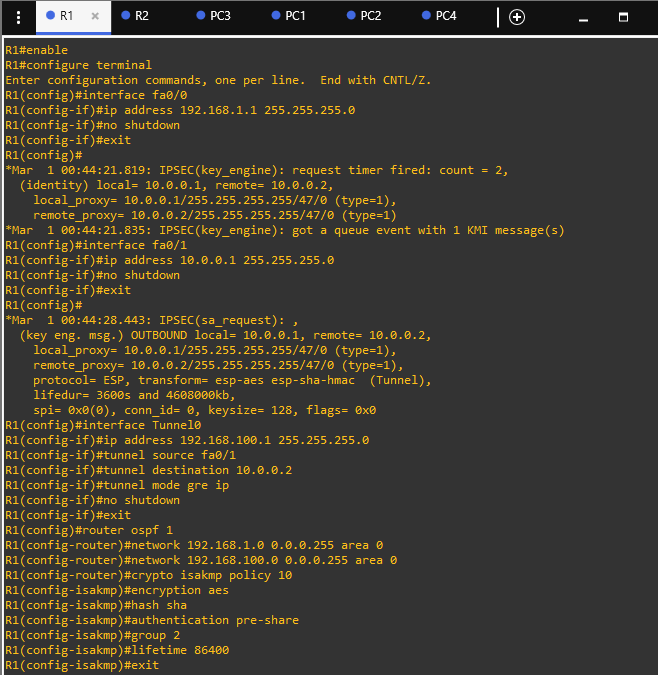 R1
R2
PC3
PC1
PC2
PC4
R1#enable
R1#configure terminal
Enter configuration commands, one per line.  End with CNTL/Z.
R1(config)#interface fa0/0
R1(config-if)#ip address 192.168.1.1 255.255.255.0
R1(config-if)#no shutdown
R1(config-if)#exit
R1(config)#
*Mar  1 00:44:21.819: IPSEC(key_engine): request timer fired: count = 2,
  (identity) local= 10.0.0.1, remote= 10.0.0.2,
    local_proxy= 10.0.0.1/255.255.255.255/47/0 (type=1),
    remote_proxy= 10.0.0.2/255.255.255.255/47/0 (type=1)
*Mar  1 00:44:21.835: IPSEC(key_engine): got a queue event with 1 KMI message(s)
R1(config)#interface fa0/1
R1(config-if)#ip address 10.0.0.1 255.255.255.0
R1(config-if)#no shutdown
R1(config-if)#exit
R1(config)#
*Mar  1 00:44:28.443: IPSEC(sa_request): ,
  (key eng. msg.) OUTBOUND local= 10.0.0.1, remote= 10.0.0.2,
    local_proxy= 10.0.0.1/255.255.255.255/47/0 (type=1),
    remote_proxy= 10.0.0.2/255.255.255.255/47/0 (type=1),
    protocol= ESP, transform= esp-aes esp-sha-hmac  (Tunnel),
    lifedur= 3600s and 4608000kb,
    spi= 0x0(0), conn_id= 0, keysize= 128, flags= 0x0
R1(config)#interface Tunnel0
R1(config-if)#ip address 192.168.100.1 255.255.255.0
R1(config-if)#tunnel source fa0/1
R1(config-if)#tunnel destination 10.0.0.2
R1(config-if)#tunnel mode gre ip
R1(config-if)#no shutdown
R1(config-if)#exit
R1(config)#router ospf 1
R1(config-router)#network 192.168.1.0 0.0.0.255 area 0
R1(config-router)#network 192.168.100.0 0.0.0.255 area 0
R1(config-router)#crypto isakmp policy 10
R1(config-isakmp)#encryption aes
R1(config-isakmp)#hash sha
R1(config-isakmp)#authentication pre-share
R1(config-isakmp)#group 2
R1(config-isakmp)#lifetime 86400
R1(config-isakmp)#exit